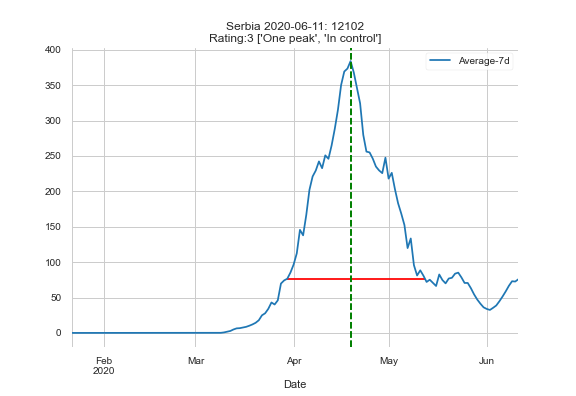 Serbia 2020-06-11: 12102
Rating:3 ['One peak', 'In control']
400
Average-7d
350
300
250
200
150
100
50
0
Feb Mar Apr May Jun
2020
Date